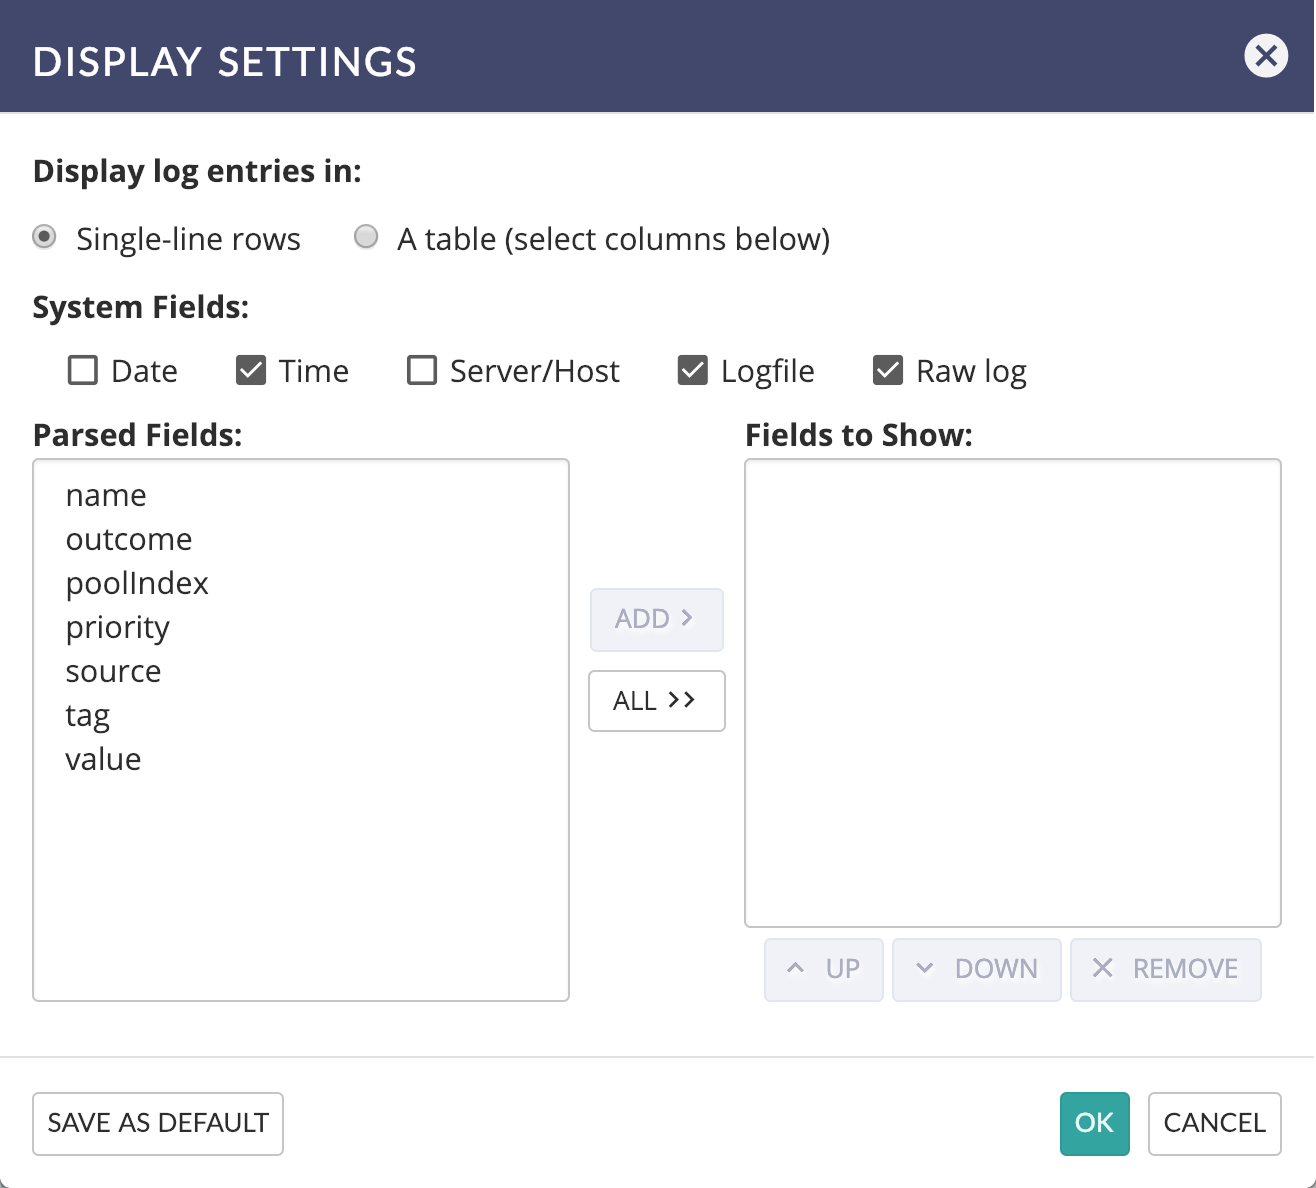 DISPLAY SETTINGS
Display log entries in:
Single-line rows A table (select columns below)
System Fields:
Date Time Server/Host Logfile Raw log
Parsed Fields: Fields to Show:
name
outcome
poolIndex
priority
source
tag
value
ADD >
ALL >>
UP DOWN REMOVE
SAVE AS DEFAULT OK CANCEL